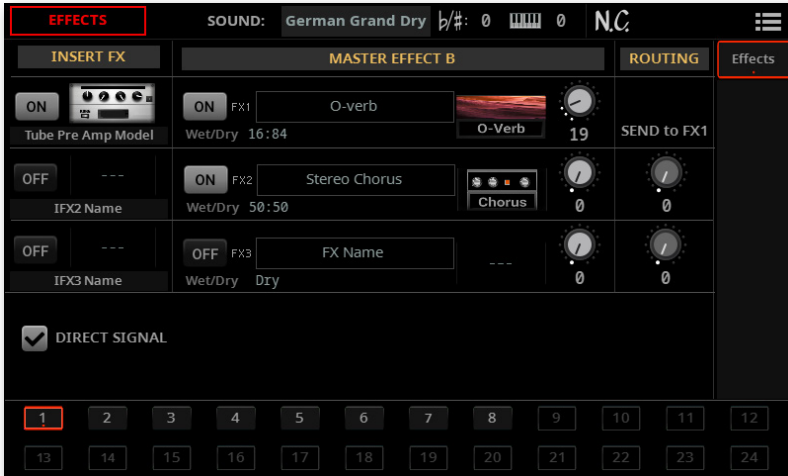 EFFECTS SOUND: German Grand Dry ♭/♯: 0 0 N.C.
INSERT FX MASTER EFFECT B ROUTING Effects
ON ON FX1 O-verb
Tube Pre Amp Model Wet/Dry 16:84 O-Verb 19 SEND to FX1
OFF --- ON FX2 Stereo Chorus
IFX2 Name Wet/Dry 50:50 Chorus 0 0
OFF --- OFF FX3 FX Name ---
IFX3 Name Wet/Dry Dry 0 0
DIRECT SIGNAL
1 2 3 4 5 6 7 8 9 10 11 12
13 14 15 16 17 18 19 20 21 22 23 24